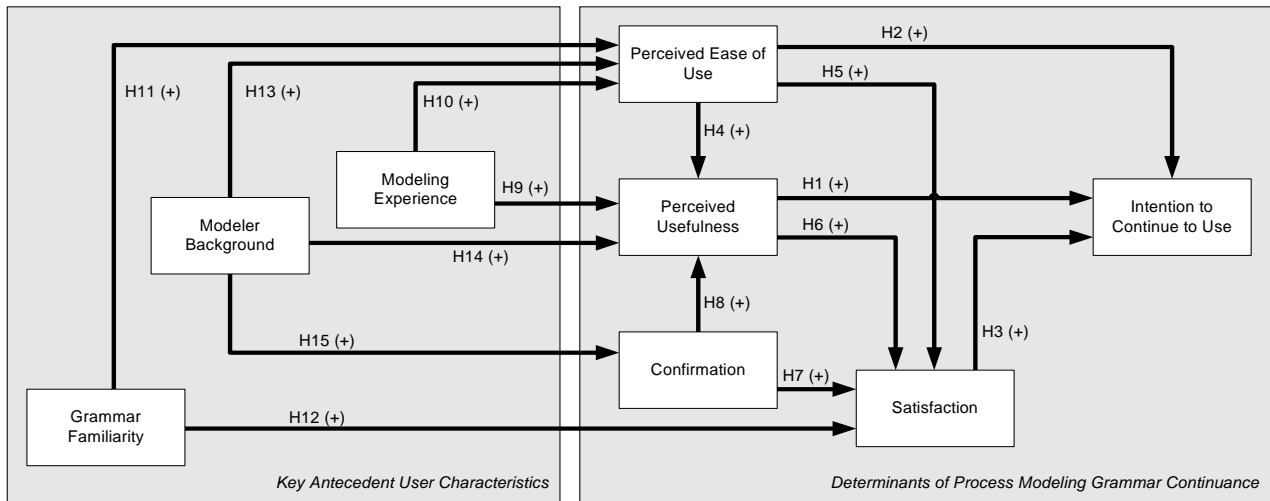 H2 (+)
Perceived Ease of
Use
H5 (+)
H11 (+)
H13 (+)
H10 (+)
H4 (+)
Modeling
Experience
H9 (+)
Perceived
Usefulness
H1 (+)
H6 (+)
Intention to
Continue to Use
Modeler
Background
H14 (+)
H8 (+)
H15 (+)
Confirmation
H3 (+)
H7 (+)
Satisfaction
Grammar
Familiarity
H12 (+)
Key Antecedent User Characteristics
Determinants of Process Modeling Grammar Continuance